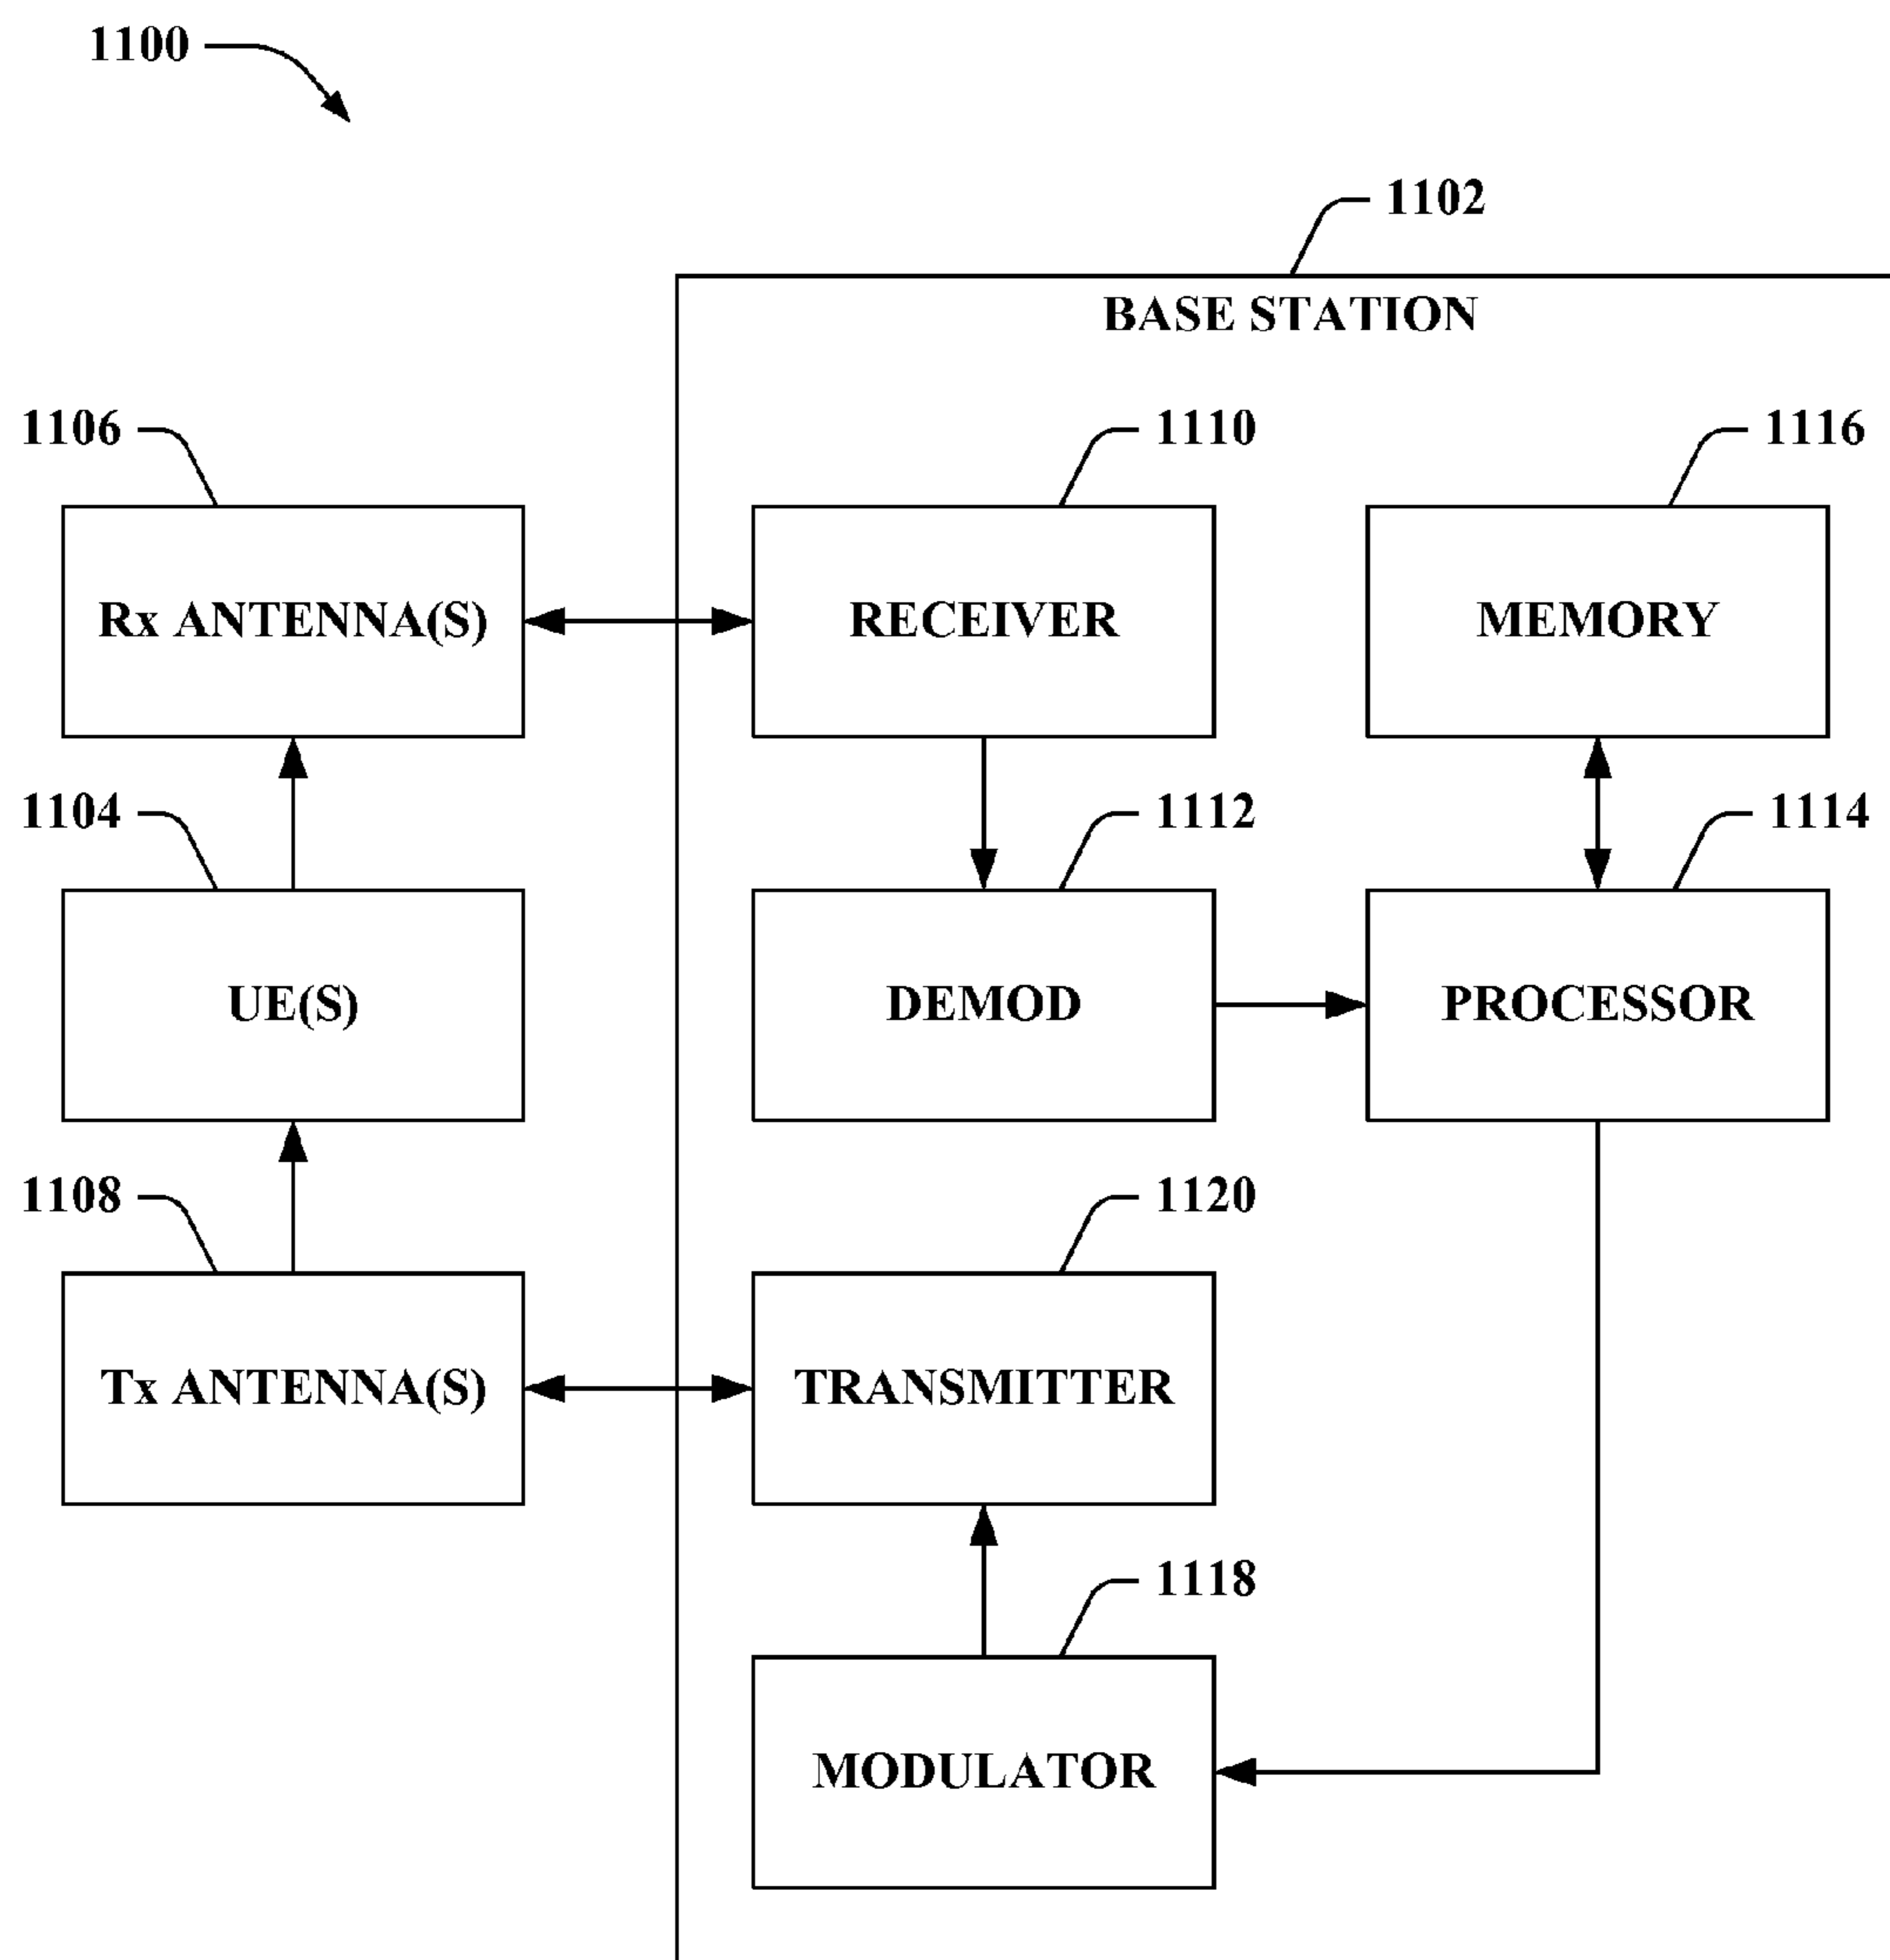 1100
1102
BASE STATION
1106
1110
1116
Rx ANTENNA(S)
RECEIVER
MEMORY
1104
1112
1114
UE(S)
DEMOD
PROCESSOR
1108
1120
Tx ANTENNA(S)
TRANSMITTER
1118
MODULATOR